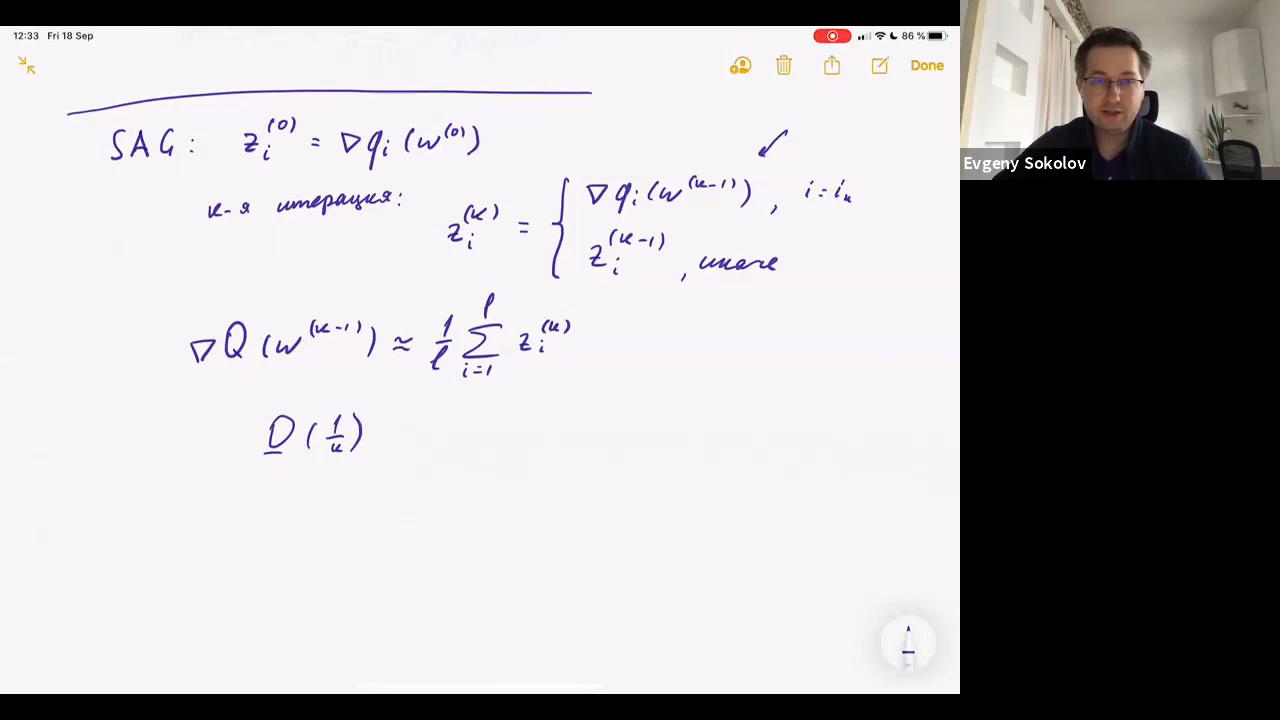 12:33 Fri 18 Sep
86 %
Done
SAG: z_i^{(0)} = ∇q_i(w^{(0)})
k-я итерация: z_i^{(k)} = { ∇q_i(w^{(k-1)}), i = i_k
z_i^{(k-1)}, иначе
∇Q(w^{(k-1)}) ≈ 1/ℓ ∑_{i=1}^{ℓ} z_i^{(k)}
O(1/k)
Evgeny Sokolov